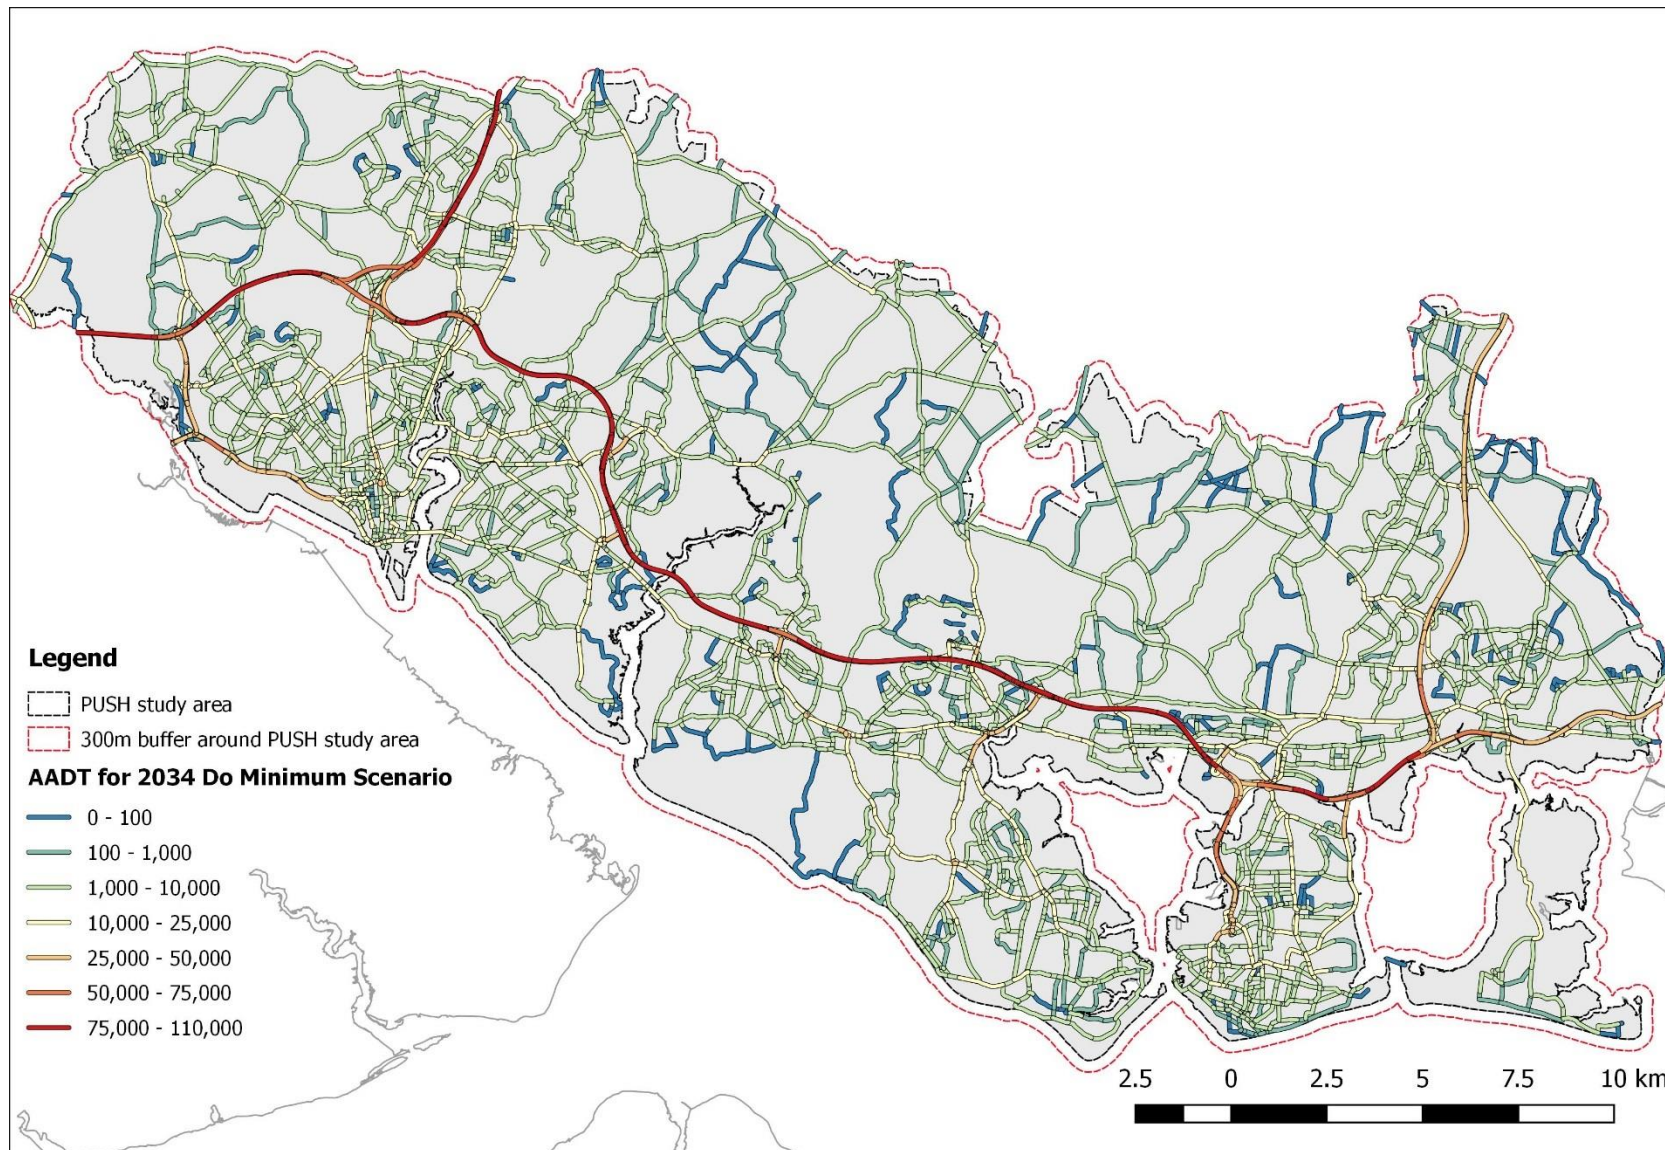 Legend
PUSH study area
300m buffer around PUSH study area
AADT for 2034 Do Minimum Scenario
0 - 100
100 - 1,000
1,000 - 10,000
10,000 - 25,000
25,000 - 50,000
50,000 - 75,000
75,000 - 110,000
2.5 0 2.5 5 7.5 10 km